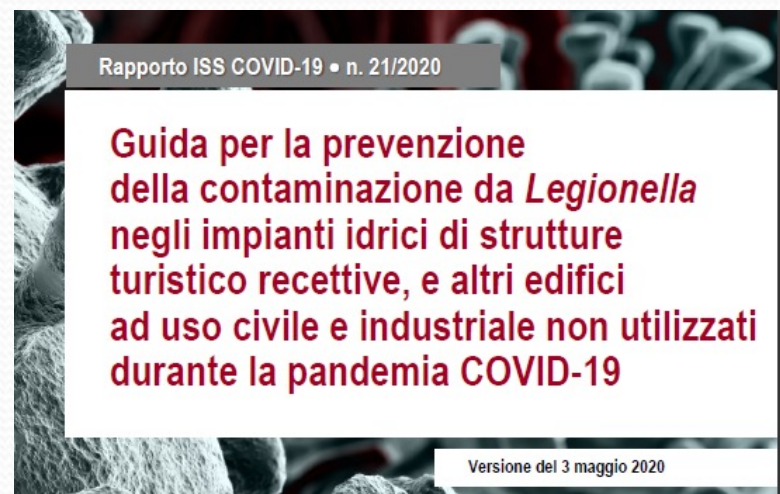 Rapporto ISS COVID-19 • n. 21/2020
Guida per la prevenzione
della contaminazione da Legionella
negli impianti idrici di strutture
turistico recettive, e altri edifici
ad uso civile e industriale non utilizzati
durante la pandemia COVID-19
Versione del 3 maggio 2020